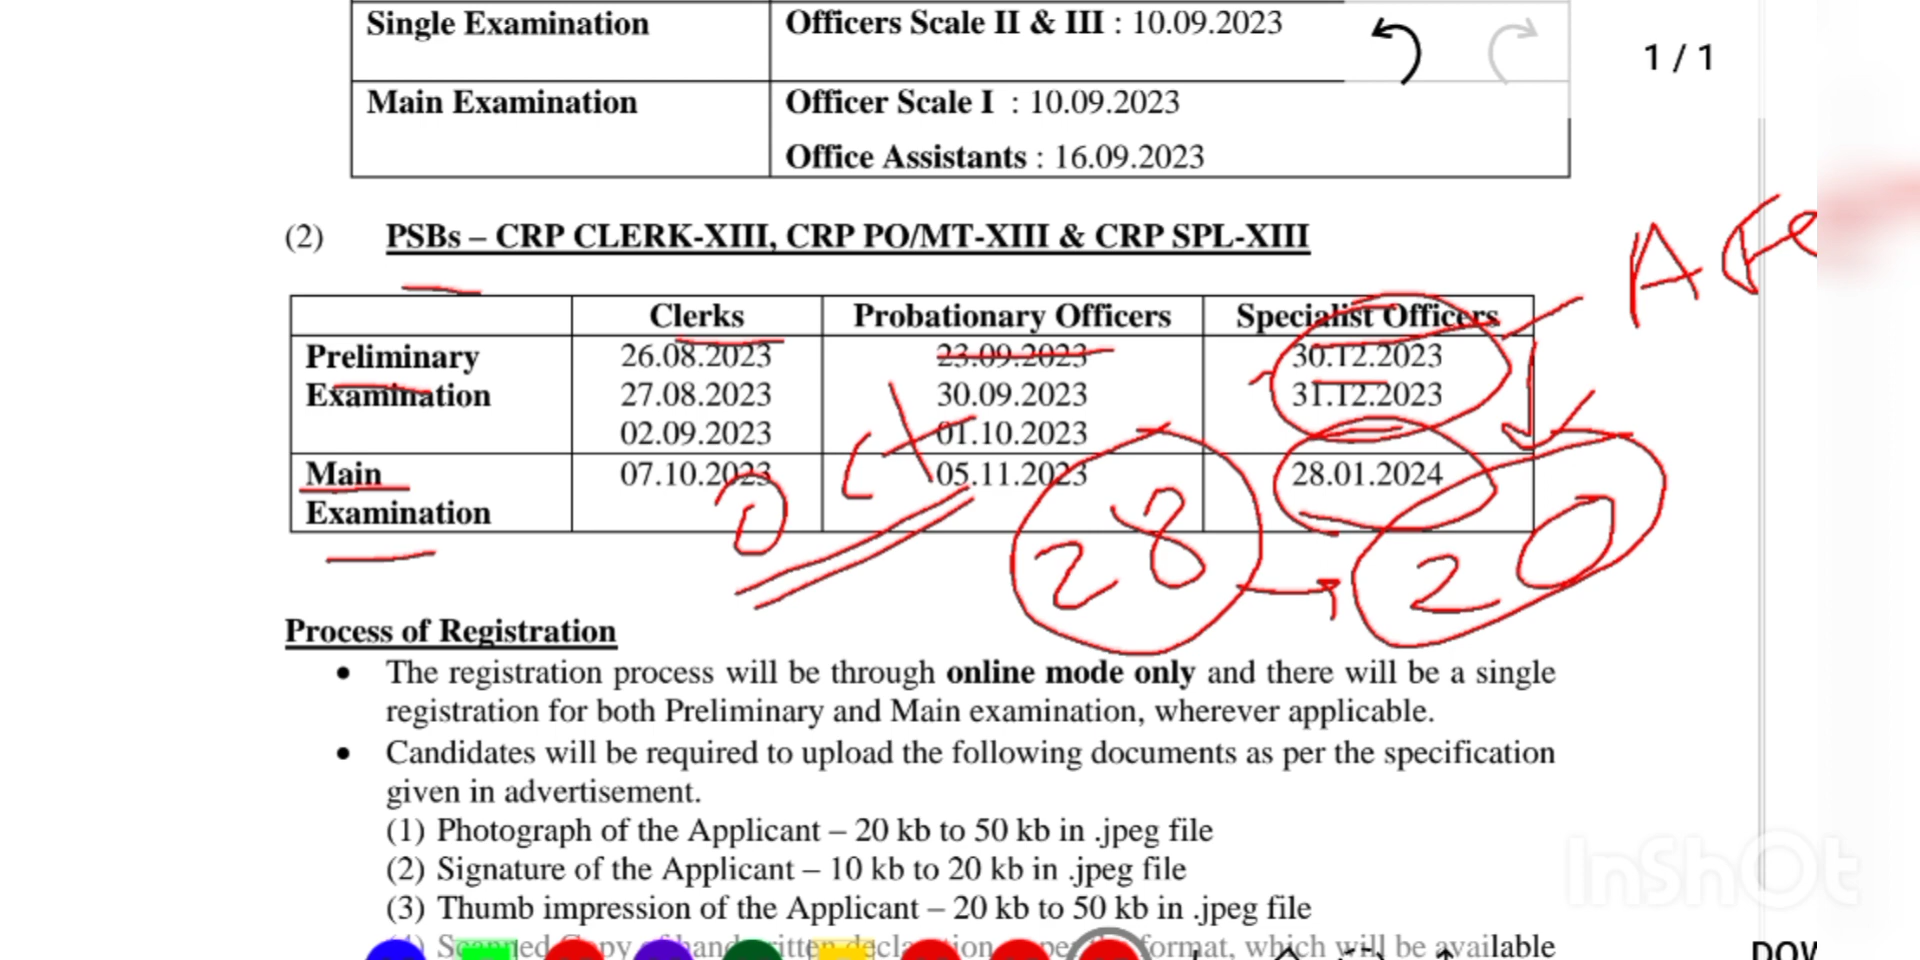 Single Examination Officers Scale II & III : 10.09.2023
1 / 1
Main Examination Officer Scale I : 10.09.2023
Office Assistants : 16.09.2023
(2) PSBs – CRP CLERK-XIII, CRP PO/MT-XIII & CRP SPL-XIII
Clerks Probationary Officers Specialist Officers
Preliminary 26.08.2023 23.09.2023 30.12.2023
Examination 27.08.2023 30.09.2023 31.12.2023
02.09.2023 01.10.2023
Main 07.10.2023 05.11.2023 28.01.2024
Examination
28 20
Process of Registration
• The registration process will be through online mode only and there will be a single
registration for both Preliminary and Main examination, wherever applicable.
• Candidates will be required to upload the following documents as per the specification
given in advertisement.
(1) Photograph of the Applicant – 20 kb to 50 kb in .jpeg file
(2) Signature of the Applicant – 10 kb to 20 kb in .jpeg file
(3) Thumb impression of the Applicant – 20 kb to 50 kb in .jpeg file
format, which will be available
InShOt